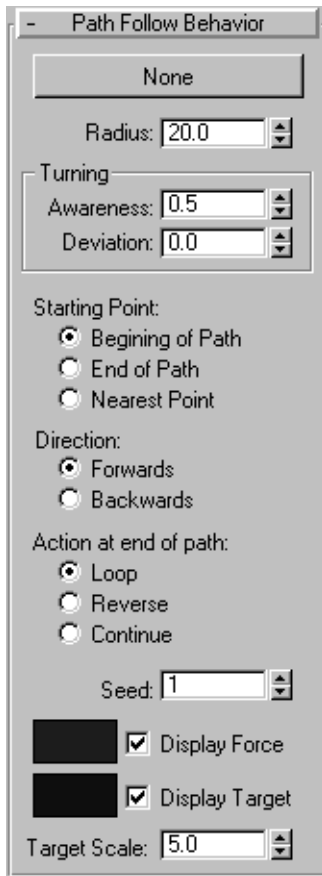 - Path Follow Behavior
None
Radius: 20.0
Turning
Awareness: 0.5
Deviation: 0.0
Starting Point:
Begining of Path
End of Path
Nearest Point
Direction:
Forwards
Backwards
Action at end of path:
Loop
Reverse
Continue
Seed: 1
Display Force
Display Target
Target Scale: 5.0